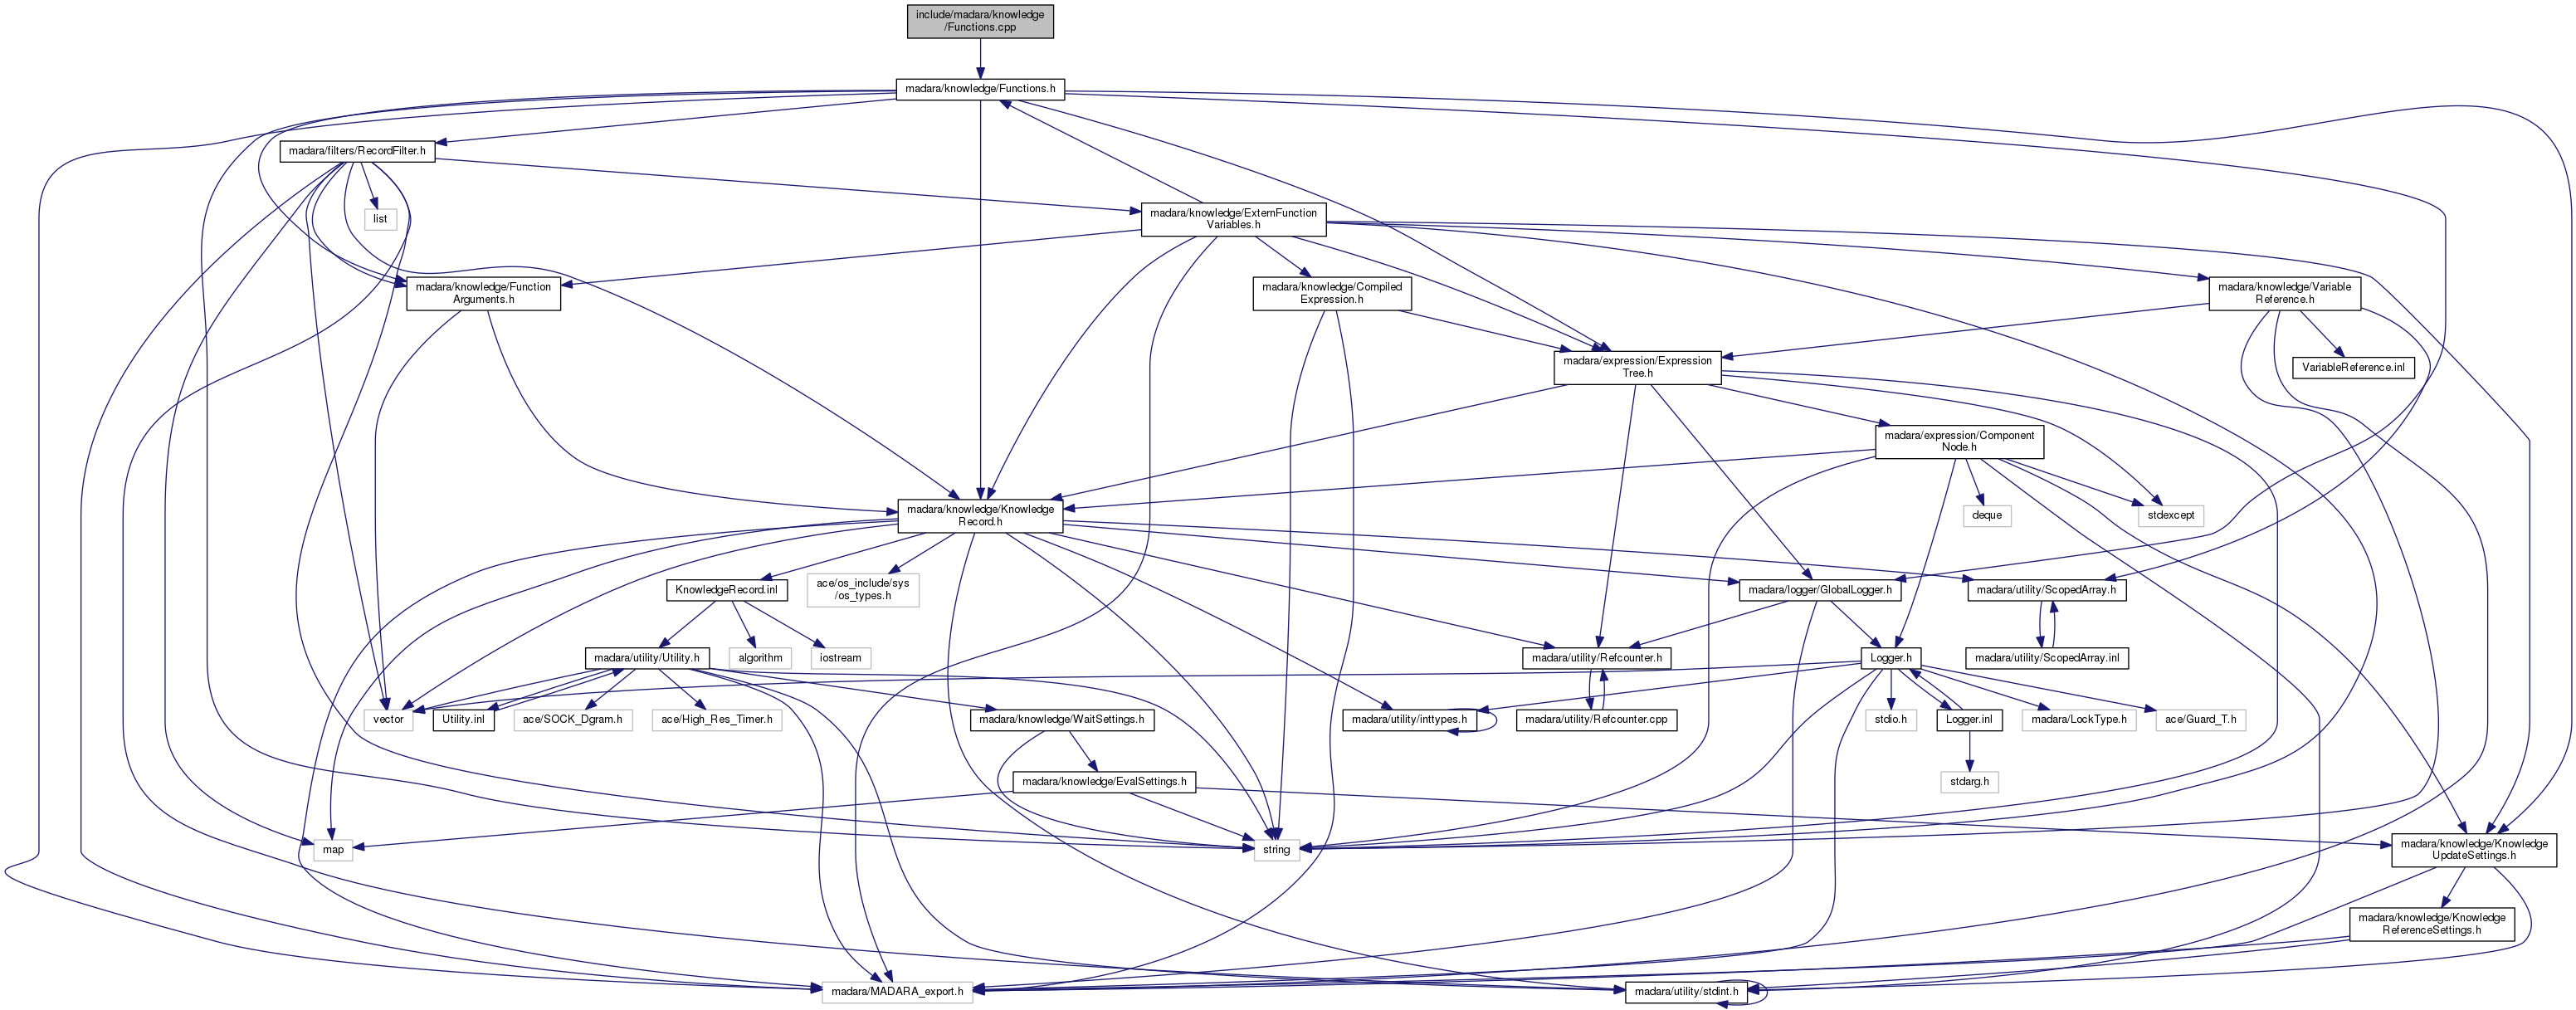 include/madara/knowledge
/Functions.cpp
madara/knowledge/Functions.h
madara/filters/RecordFilter.h
list
madara/knowledge/ExternFunction
Variables.h
madara/knowledge/Function
Arguments.h
madara/knowledge/Compiled
Expression.h
madara/knowledge/Variable
Reference.h
madara/expression/Expression
Tree.h
VariableReference.inl
madara/expression/Component
Node.h
madara/knowledge/Knowledge
Record.h
deque
stdexcept
KnowledgeRecord.inl
ace/os_include/sys
/os_types.h
madara/logger/GlobalLogger.h
madara/utility/ScopedArray.h
madara/utility/Utility.h
algorithm
iostream
madara/utility/Refcounter.h
Logger.h
madara/utility/ScopedArray.inl
vector
Utility.inl
ace/SOCK_Dgram.h
ace/High_Res_Timer.h
madara/knowledge/WaitSettings.h
madara/utility/inttypes.h
madara/utility/Refcounter.cpp
stdio.h
Logger.inl
madara/LockType.h
ace/Guard_T.h
madara/knowledge/EvalSettings.h
stdarg.h
map
string
madara/knowledge/Knowledge
UpdateSettings.h
madara/knowledge/Knowledge
ReferenceSettings.h
madara/MADARA_export.h
madara/utility/stdint.h